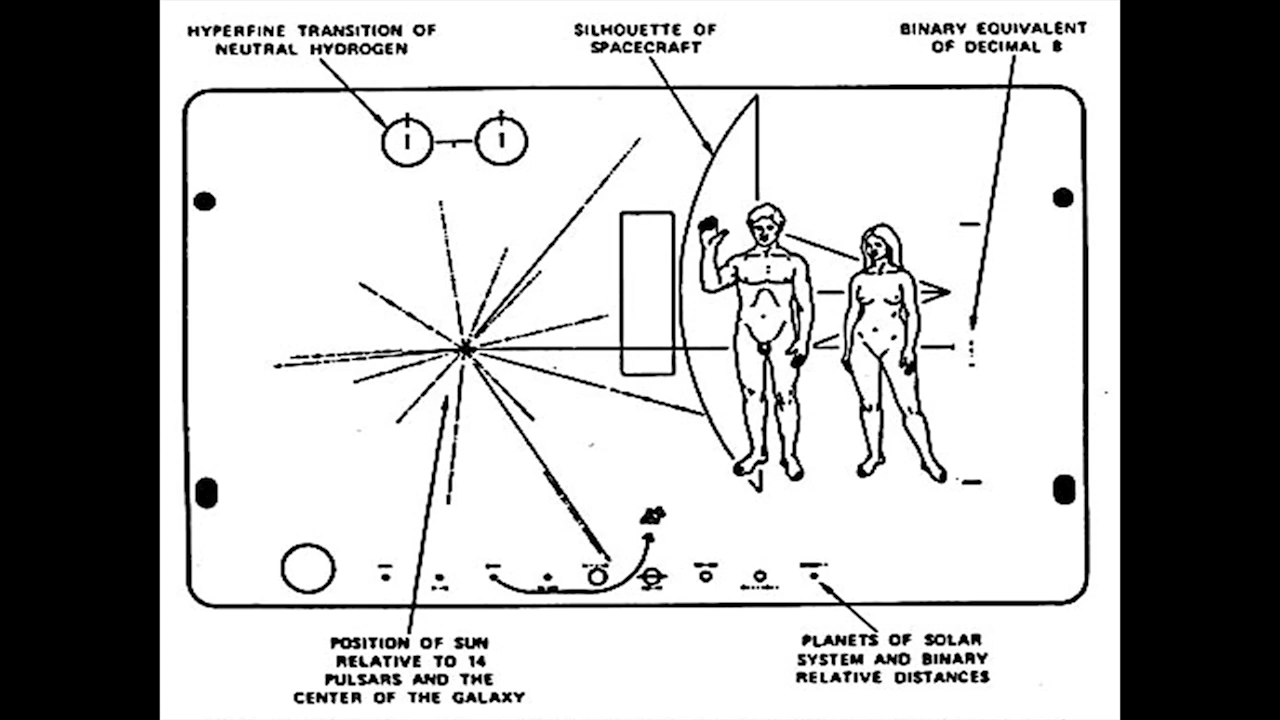 HYPERFINE TRANSITION OF
NEUTRAL HYDROGEN
SILHOUETTE OF
SPACECRAFT
BINARY EQUIVALENT
OF DECIMAL 8
POSITION OF SUN
RELATIVE TO 14
PULSARS AND THE
CENTER OF THE GALAXY
PLANETS OF SOLAR
SYSTEM AND BINARY
RELATIVE DISTANCES